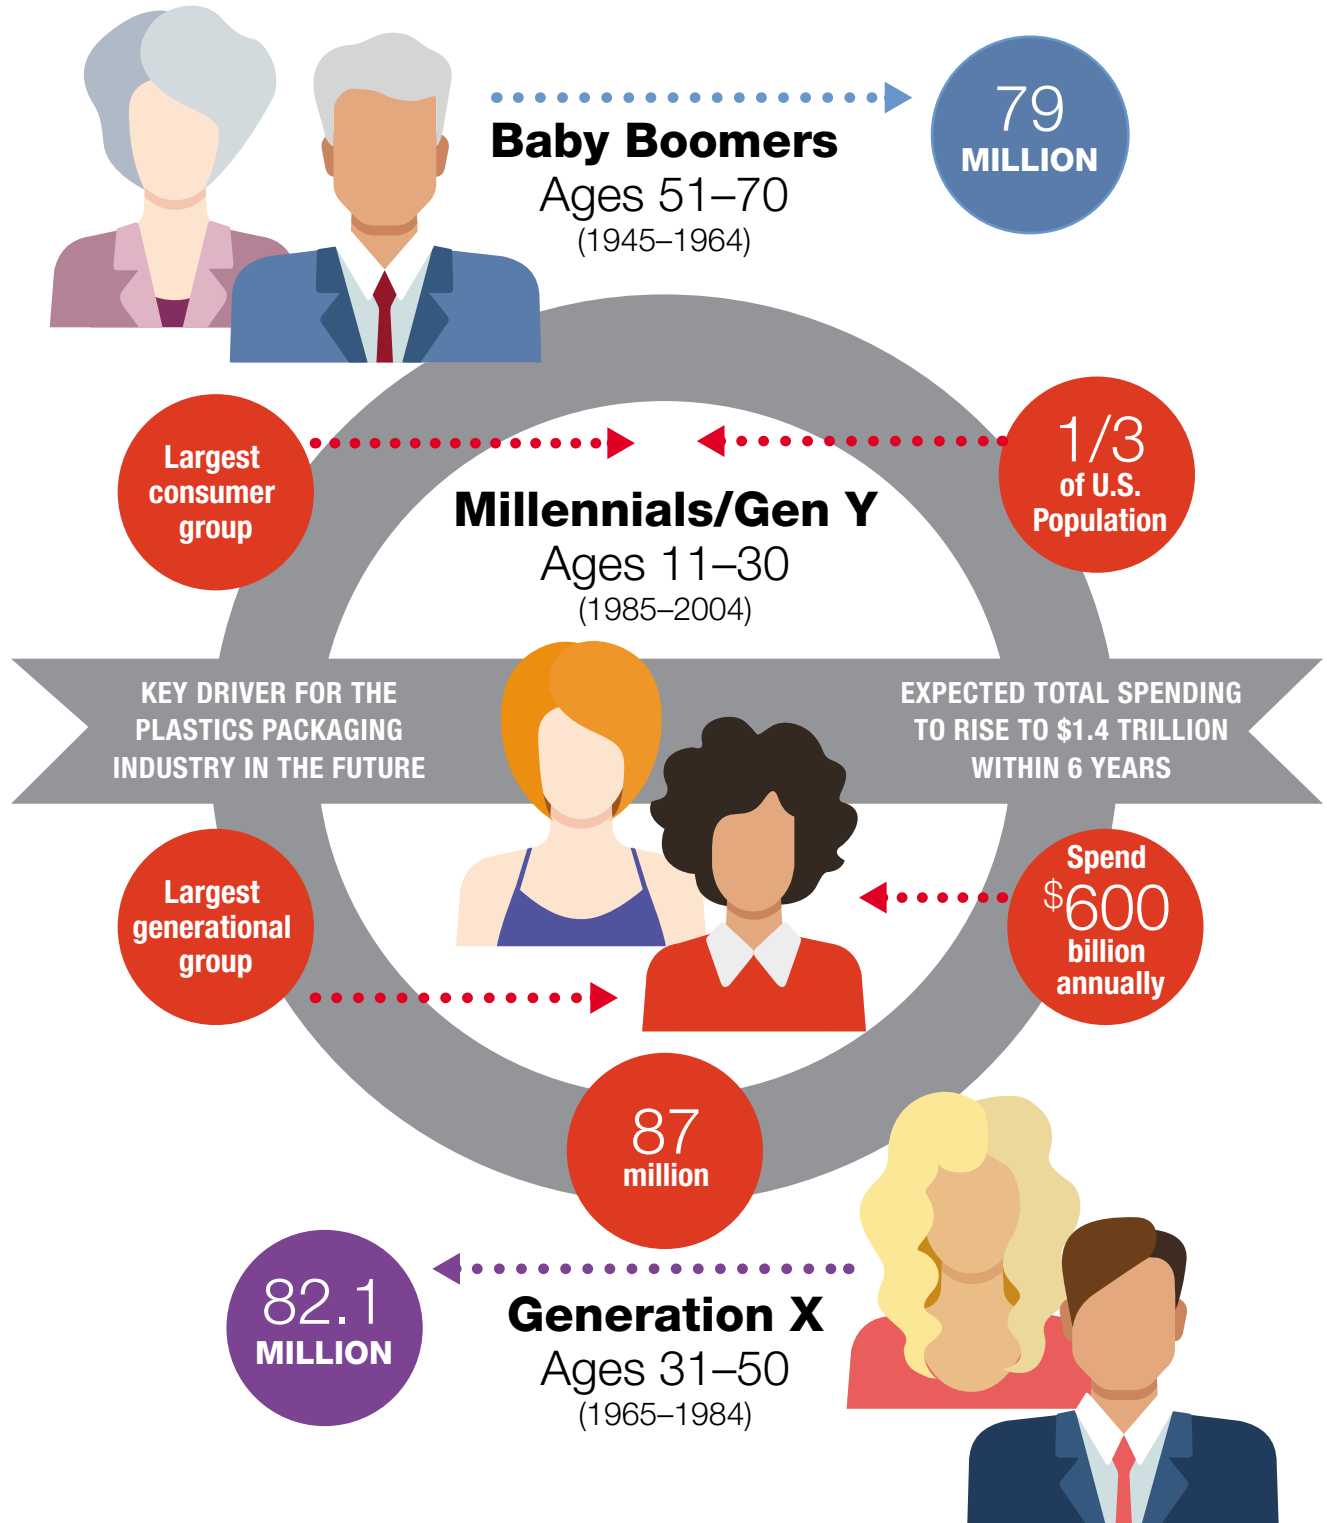 Baby Boomers
Ages 51–70
(1945–1964)
79
MILLION
Largest
consumer
group
1/3
of U.S.
Population
Millennials/Gen Y
Ages 11–30
(1985–2004)
KEY DRIVER FOR THE
PLASTICS PACKAGING
INDUSTRY IN THE FUTURE
EXPECTED TOTAL SPENDING
TO RISE TO $1.4 TRILLION
WITHIN 6 YEARS
Largest
generational
group
Spend
$600
billion
annually
87
million
82.1
MILLION
Generation X
Ages 31–50
(1965–1984)